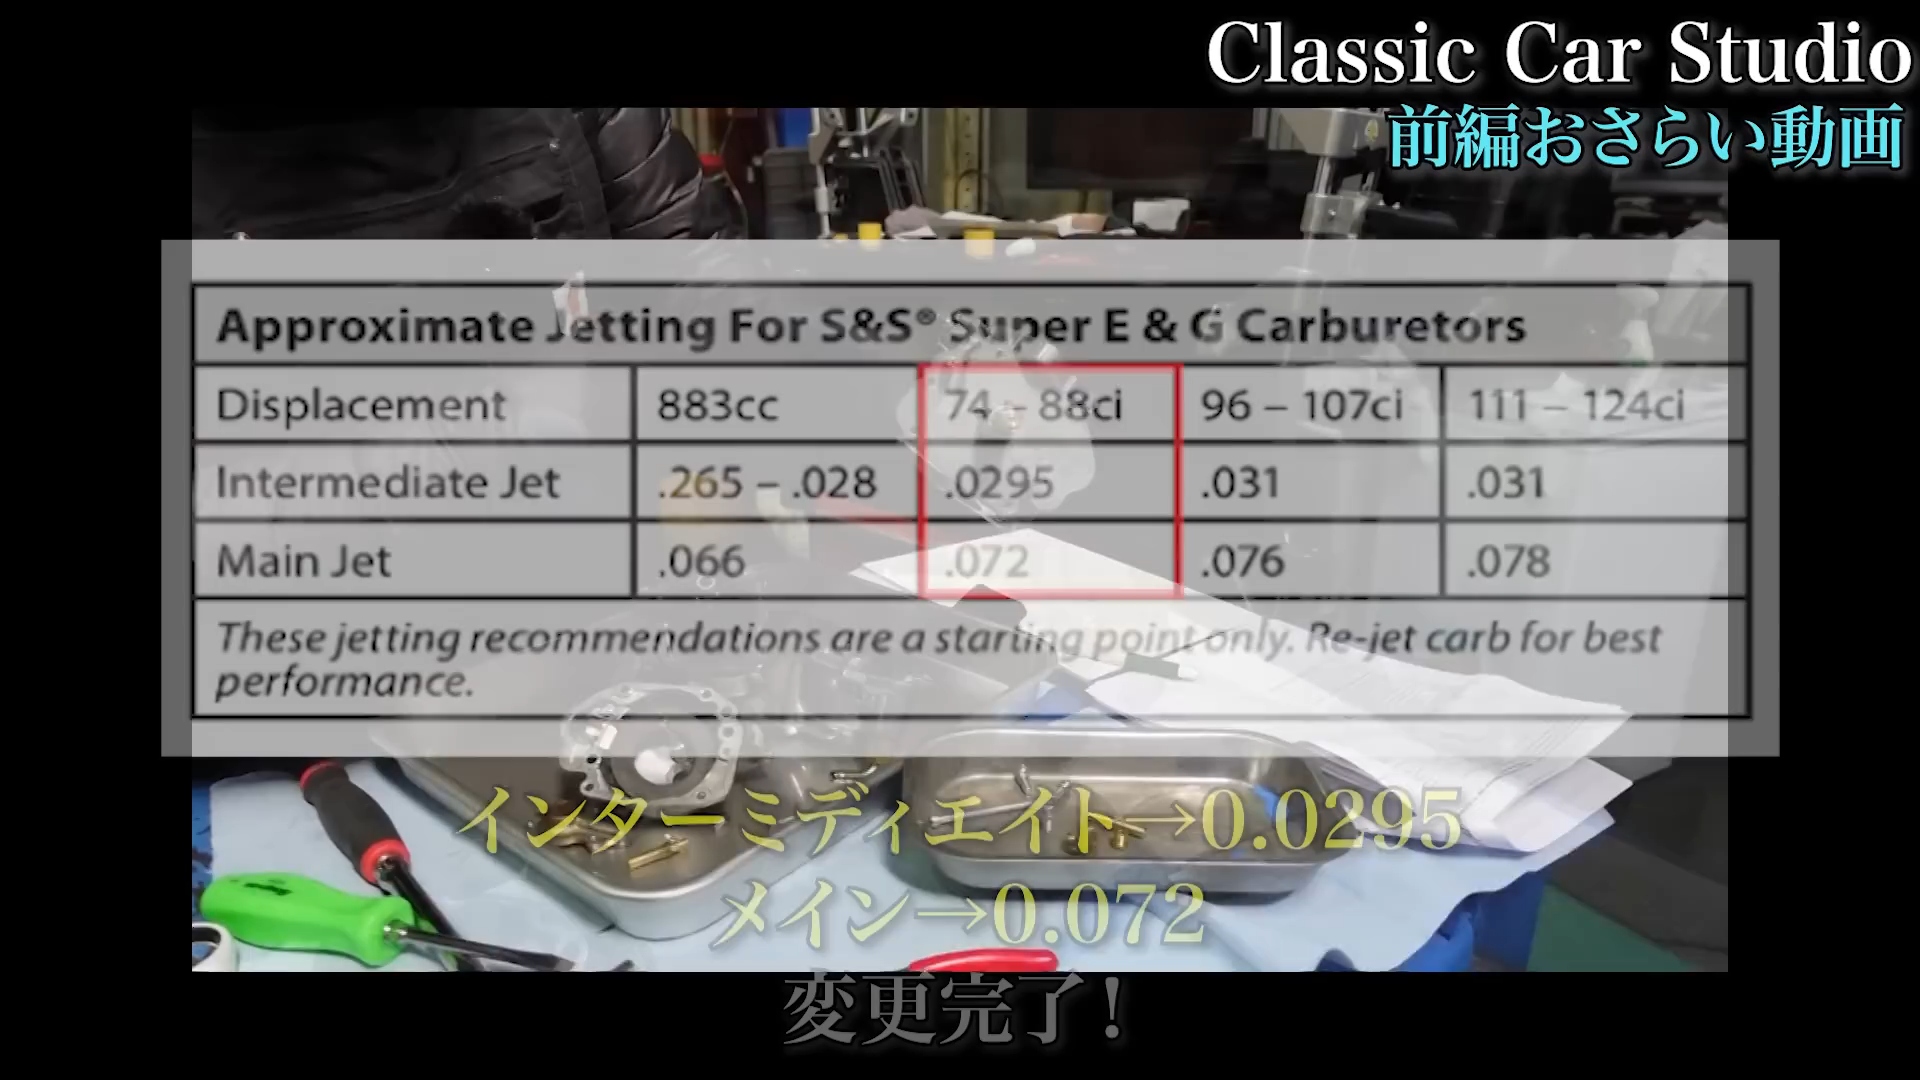 Classic Car Studio
前編おさらい動画
Approximate Jetting For S&S® Super E & G Carburetors
Displacement 883cc 74 – 88ci 96 – 107ci 111 – 124ci
Intermediate Jet .265 – .028 .0295 .031 .031
Main Jet .066 .072 .076 .078
These jetting recommendations are a starting point only. Re-jet carb for best
performance.
インターミディエイト→0.0295
メイン→0.072
変更完了!